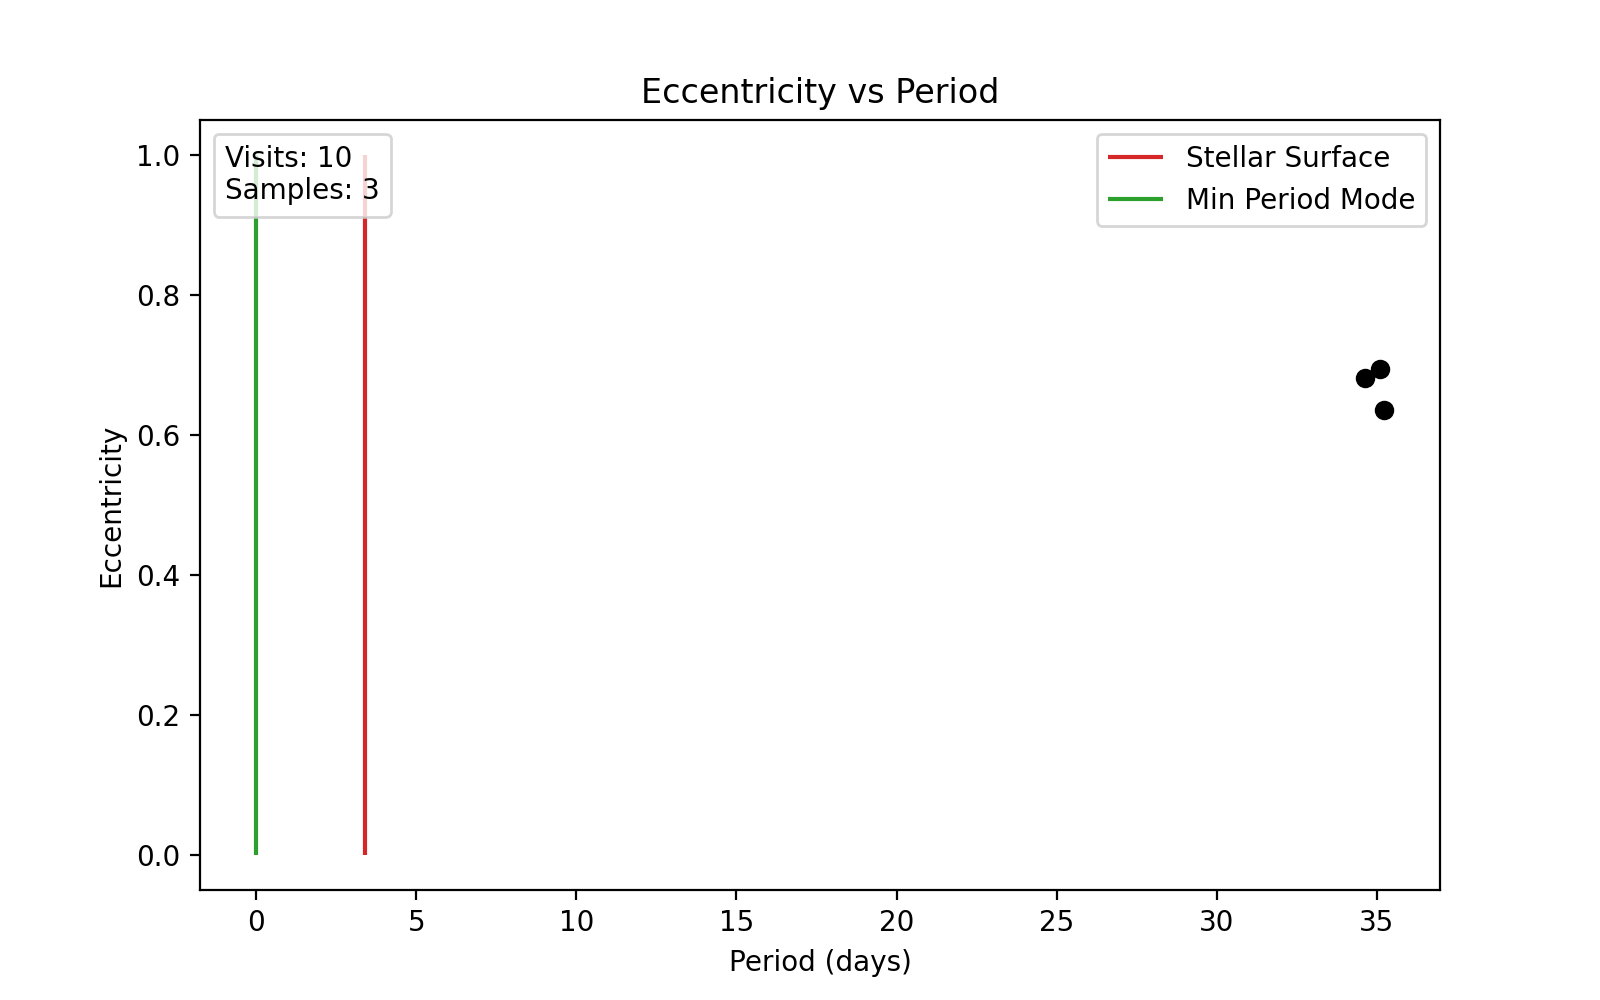 Eccentricity vs Period
Visits: 10
Samples: 3
Stellar Surface
Min Period Mode
Eccentricity
1.0
0.8
0.6
0.4
0.2
0.0
0 5 10 15 20 25 30 35
Period (days)